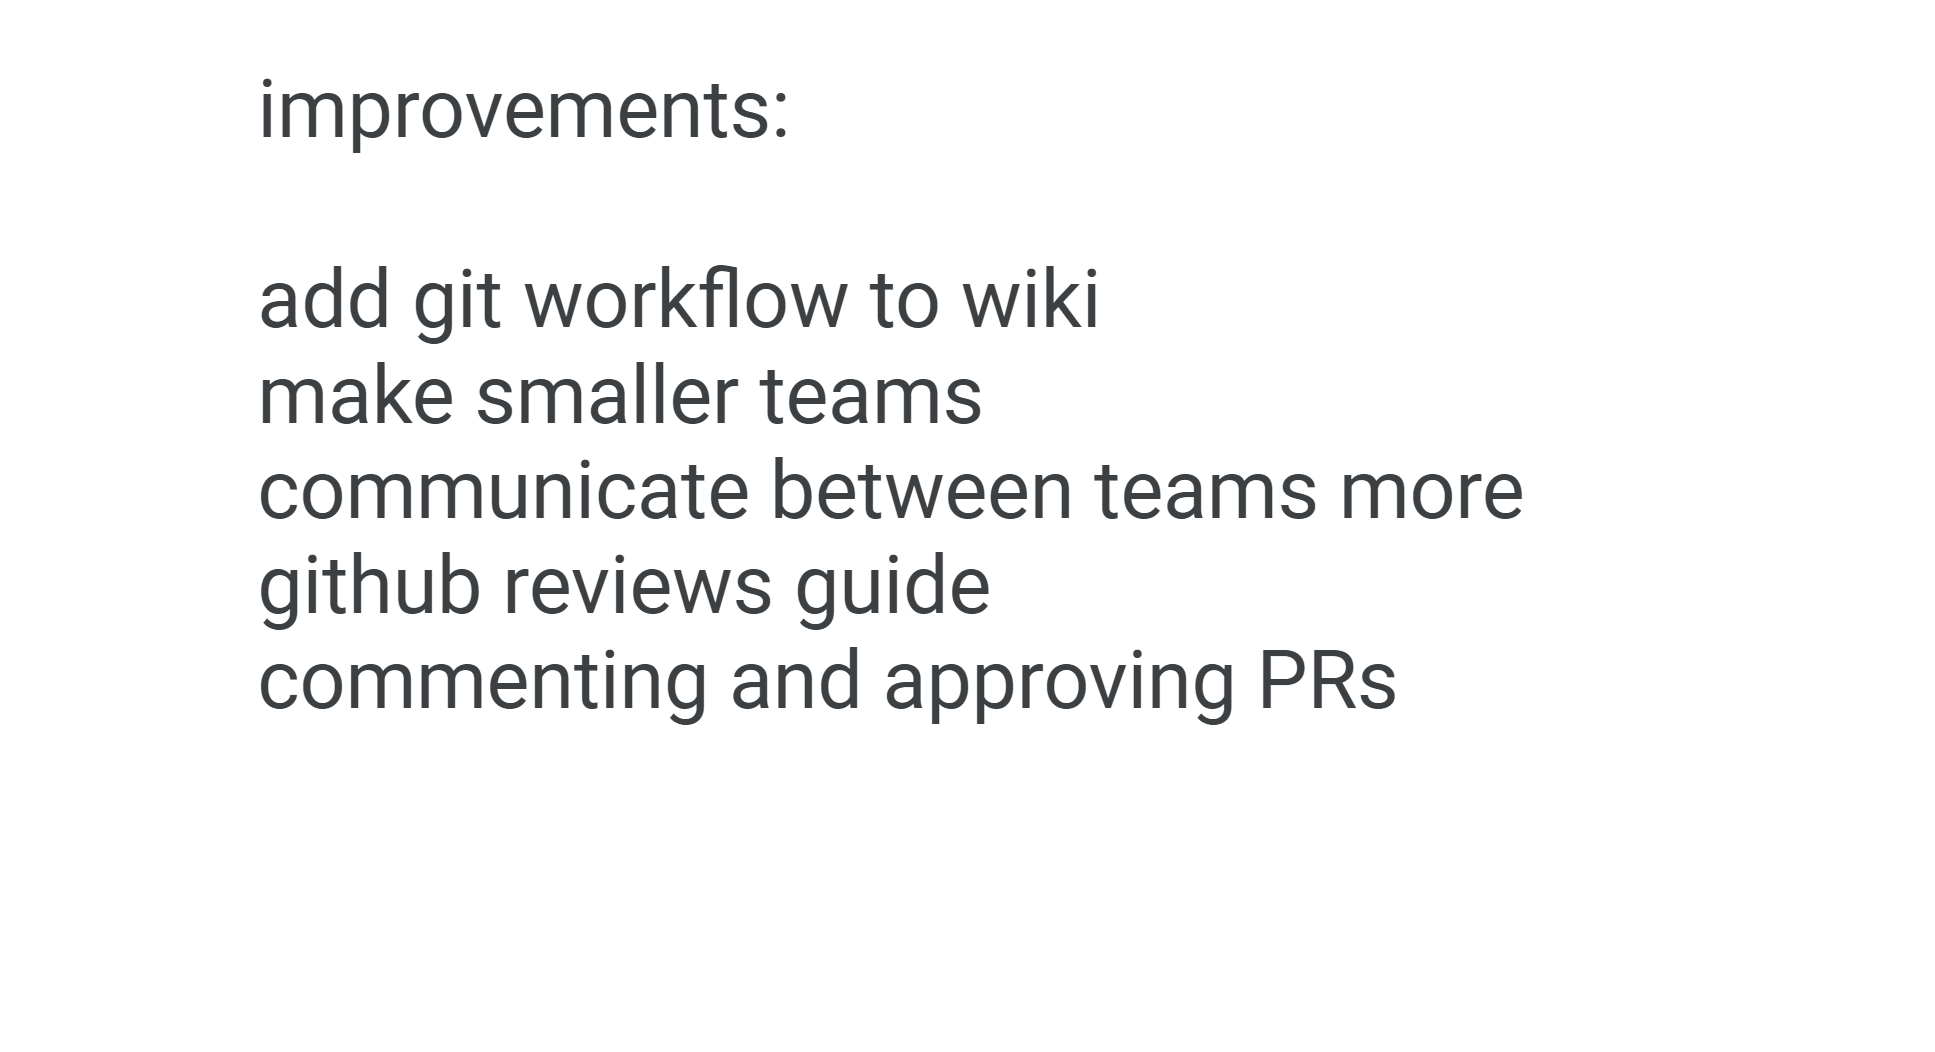 improvements:
add git workflow to wiki
make smaller teams
communicate between teams more
github reviews guide
commenting and approving PRs